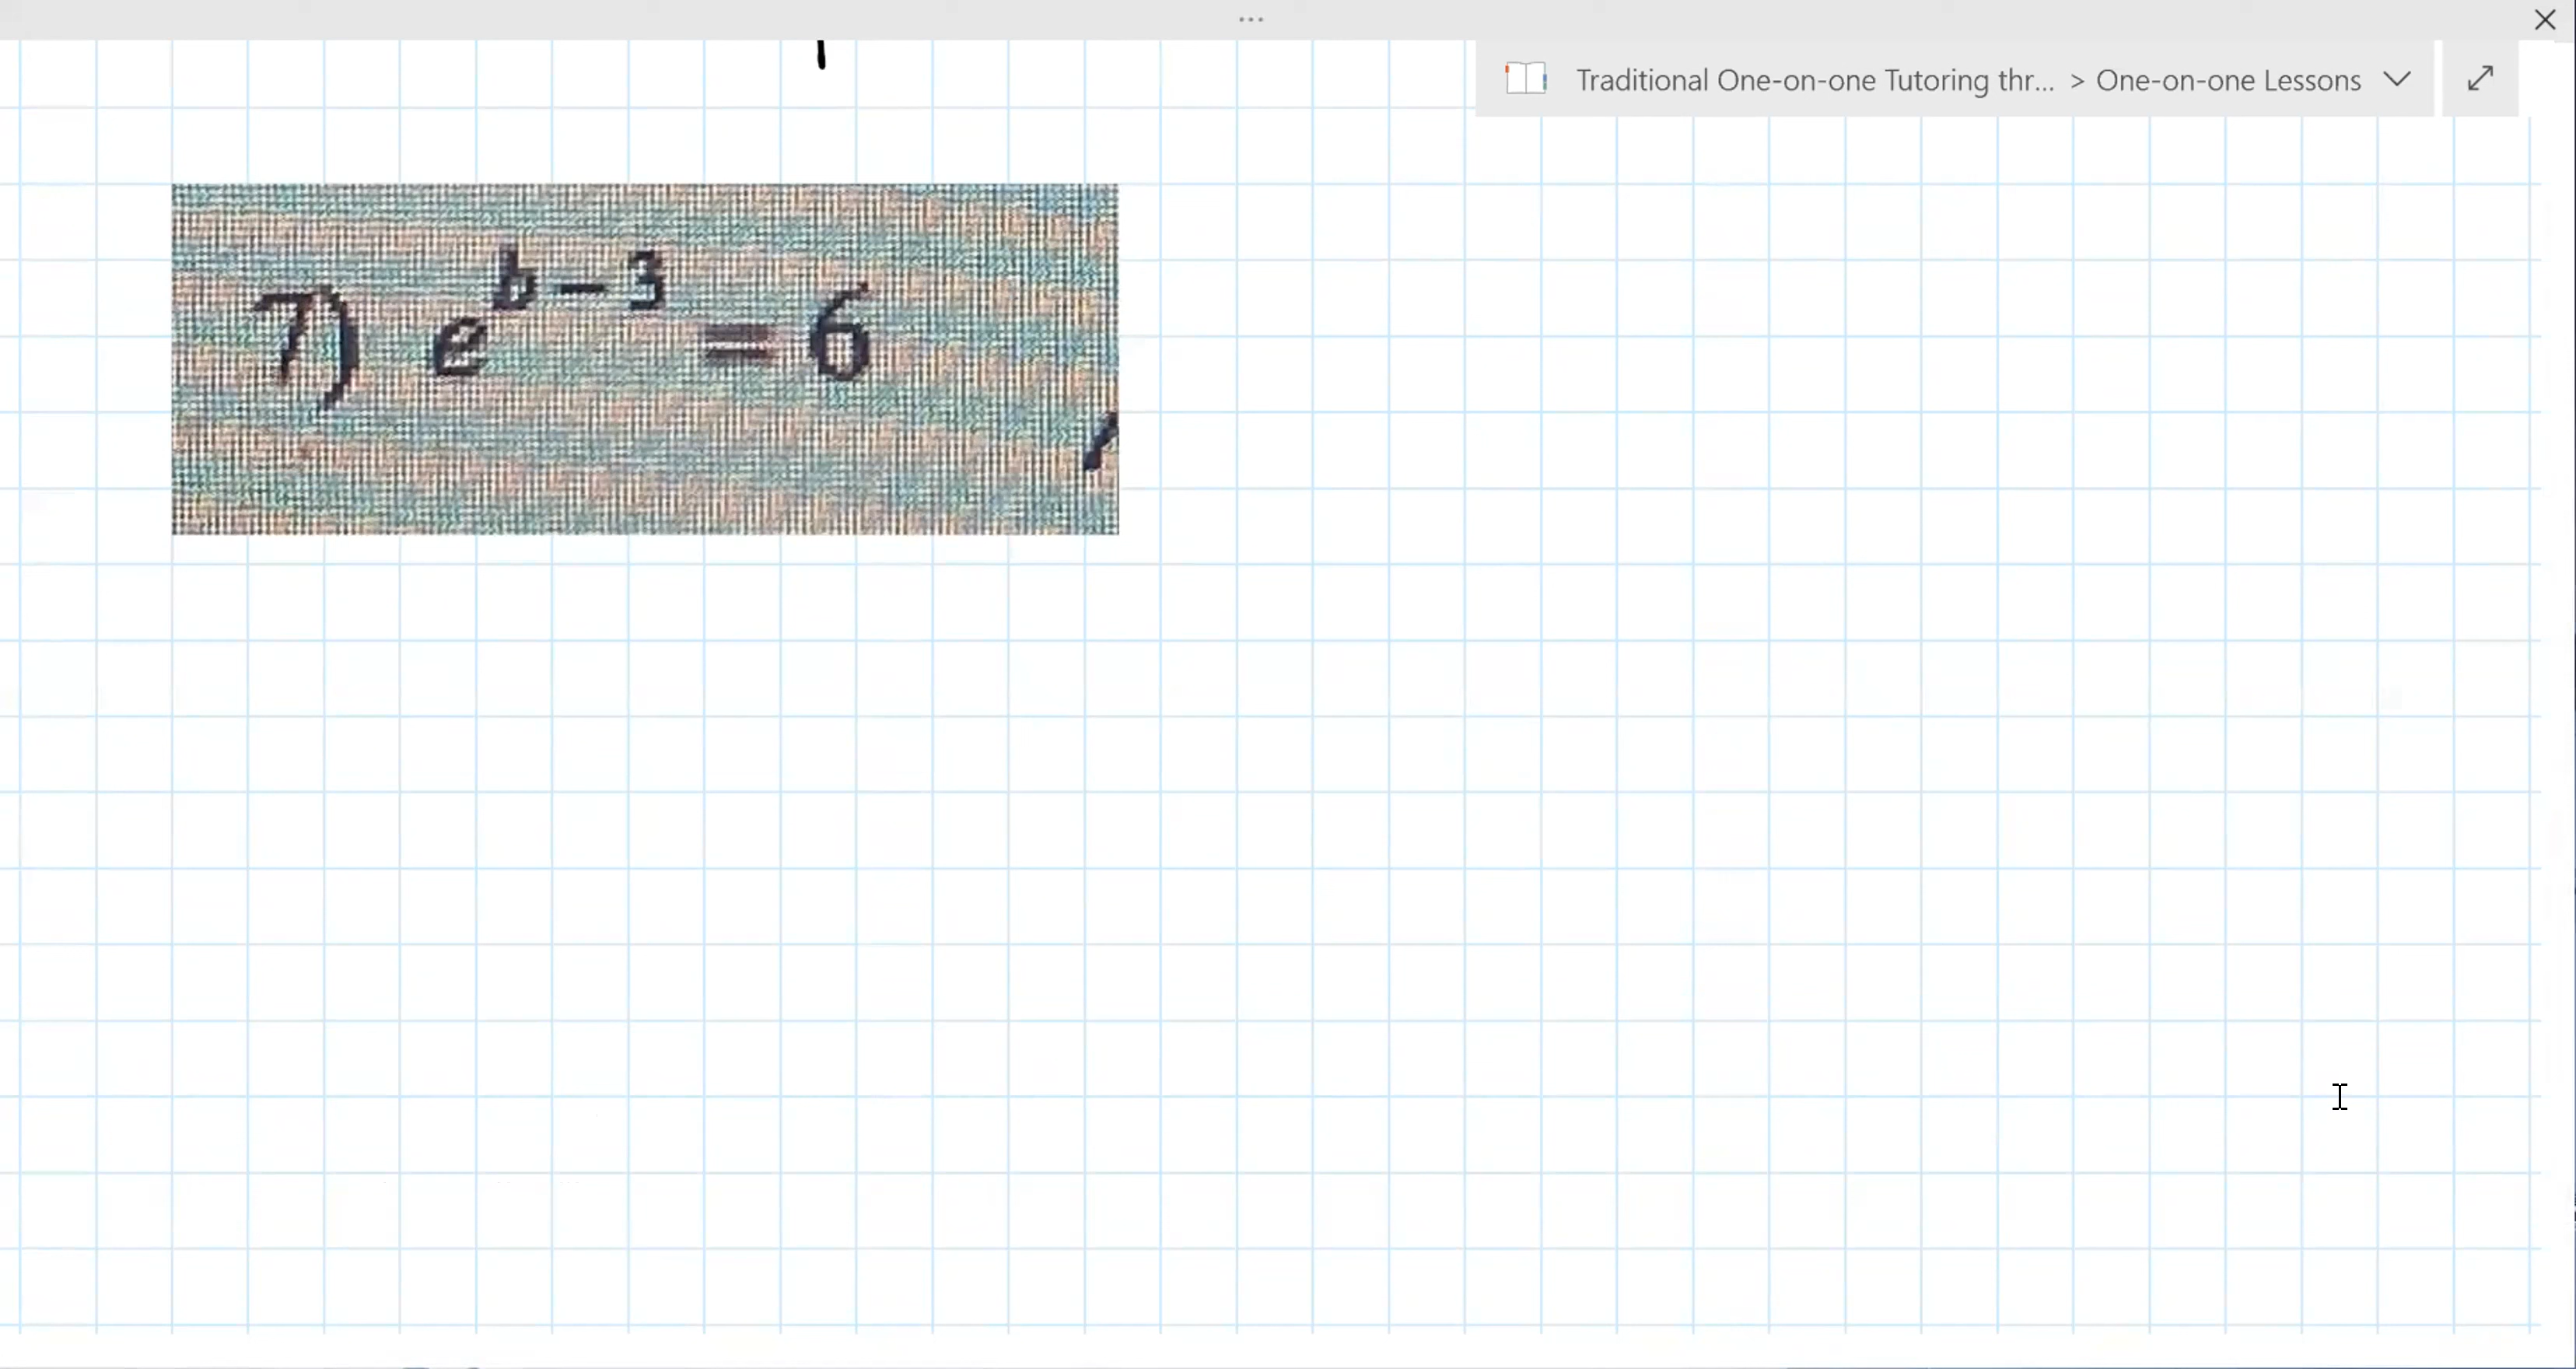 Traditional One-on-one Tutoring thr... > One-on-one Lessons
7) e^{b-3} = 6